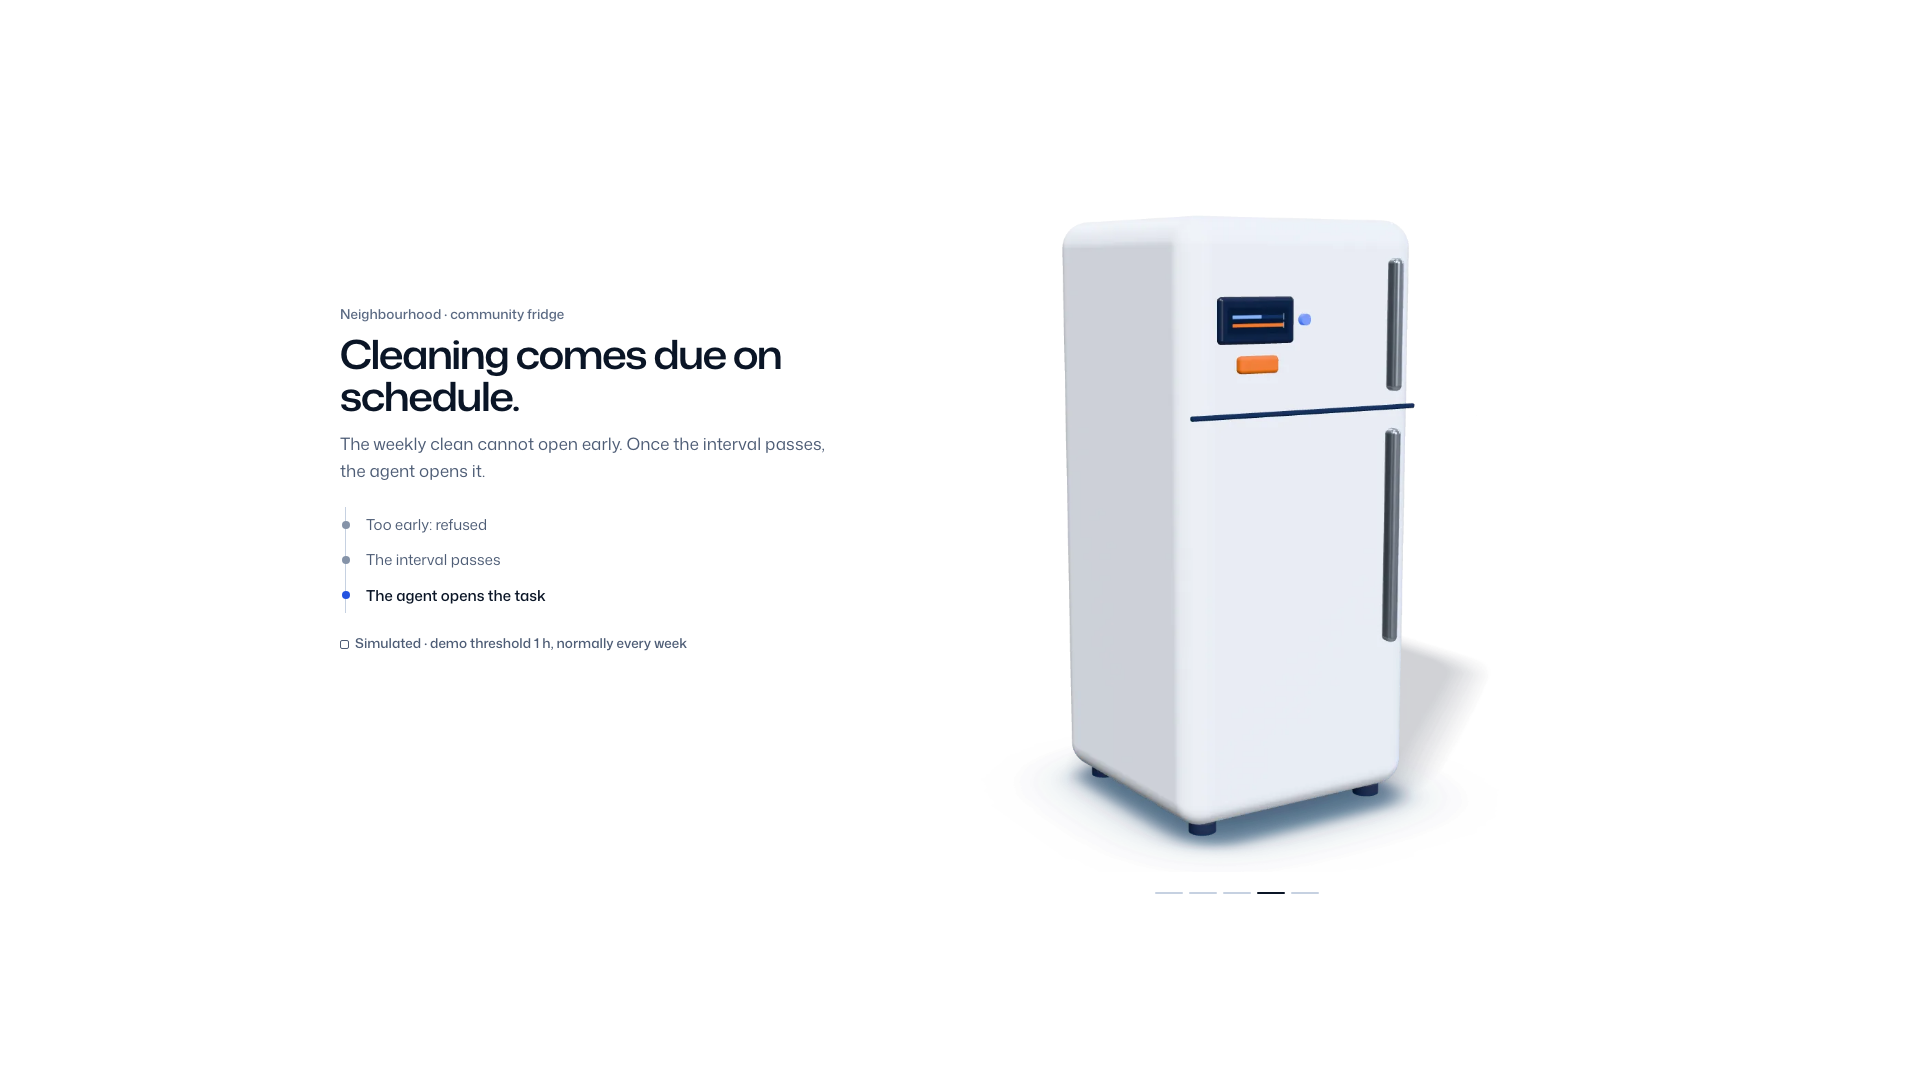 Neighbourhood · community fridge
Cleaning comes due on
schedule.
The weekly clean cannot open early. Once the interval passes,
the agent opens it.
Too early: refused
The interval passes
The agent opens the task
Simulated · demo threshold 1 h, normally every week